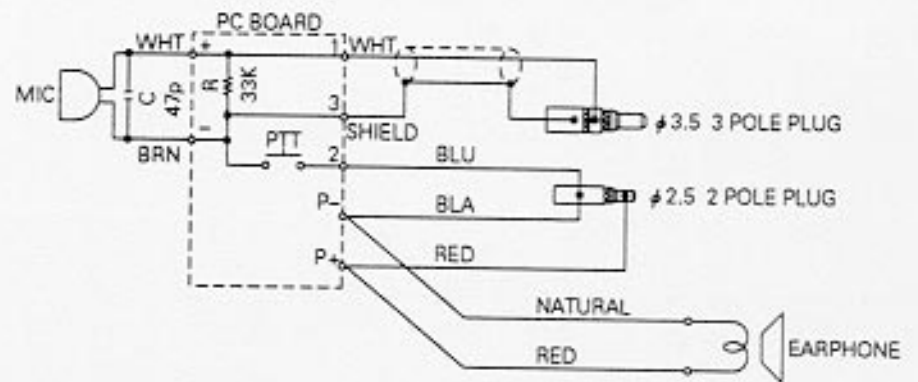 PC BOARD
WHT
+
1
WHT
MIC
C
47p
R
33K
3
SHIELD
φ3.5 3 POLE PLUG
-
BRN
PTT
2
BLU
P-
BLA
φ2.5 2 POLE PLUG
P+
RED
NATURAL
RED
EARPHONE